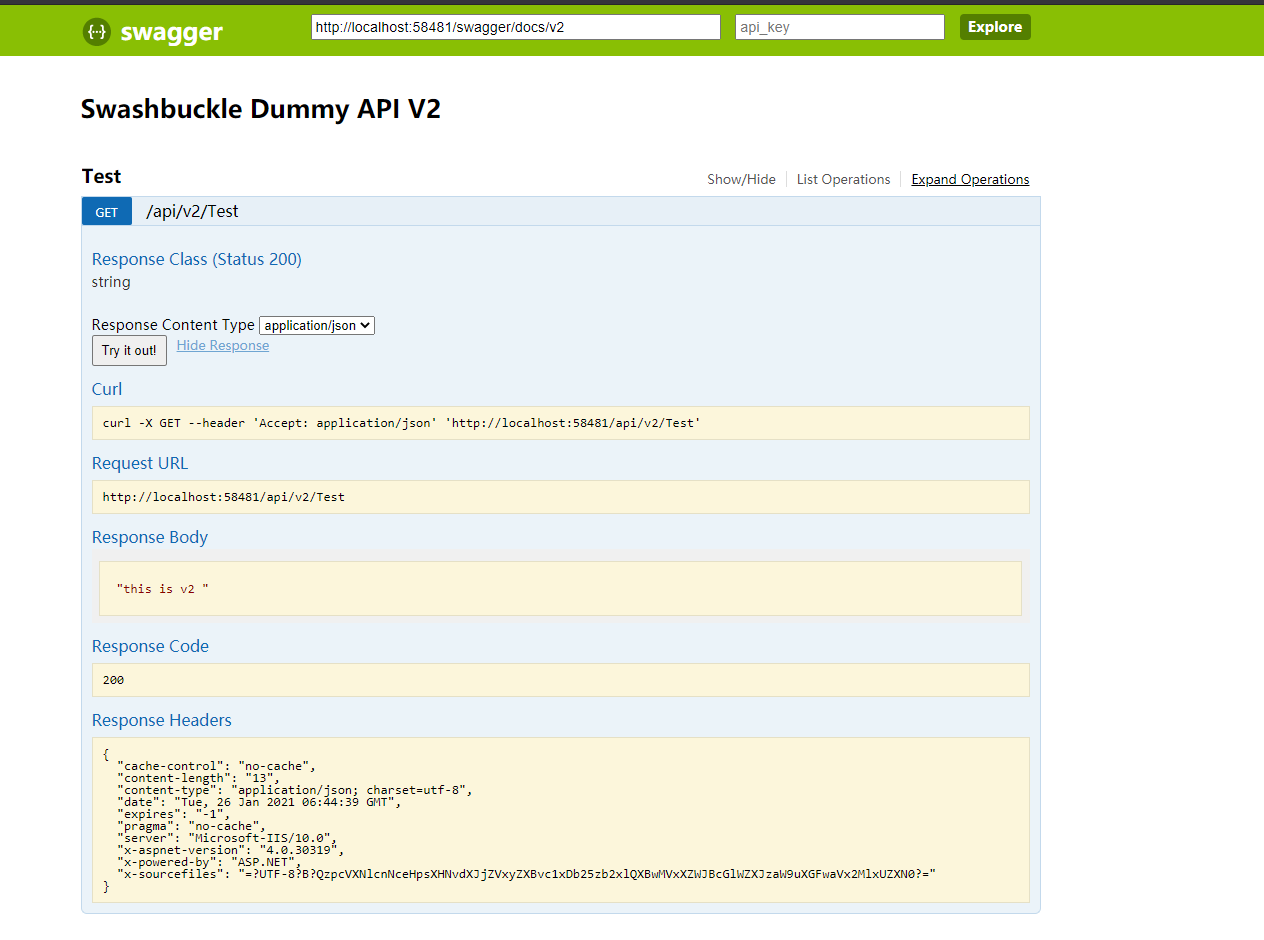 swagger
http://localhost:58481/swagger/docs/v2
api_key
Explore
Swashbuckle Dummy API V2
Test
Show/Hide
List Operations
Expand Operations
GET
/api/v2/Test
Response Class (Status 200)
string
Response Content Type application/json
Try it out!
Hide Response
Curl
curl -X GET --header 'Accept: application/json' 'http://localhost:58481/api/v2/Test'
Request URL
http://localhost:58481/api/v2/Test
Response Body
"this is v2 "
Response Code
200
Response Headers
{
"cache-control": "no-cache",
"content-length": "13",
"content-type": "application/json; charset=utf-8",
"date": "Tue, 26 Jan 2021 06:44:39 GMT",
"expires": "-1",
"pragma": "no-cache",
"server": "Microsoft-IIS/10.0",
"x-aspnet-version": "4.0.30319",
"x-powered-by": "ASP.NET",
"x-sourcefiles": "=?UTF-8?B?QzpcVXNlcnNceHpsXHNvdXJjZVxyZXBvc1xDb25zb2xlQXBwMVxXZWJBcGlWZXJzaW9uXGFwaVx2MlxUZXN0?="
}